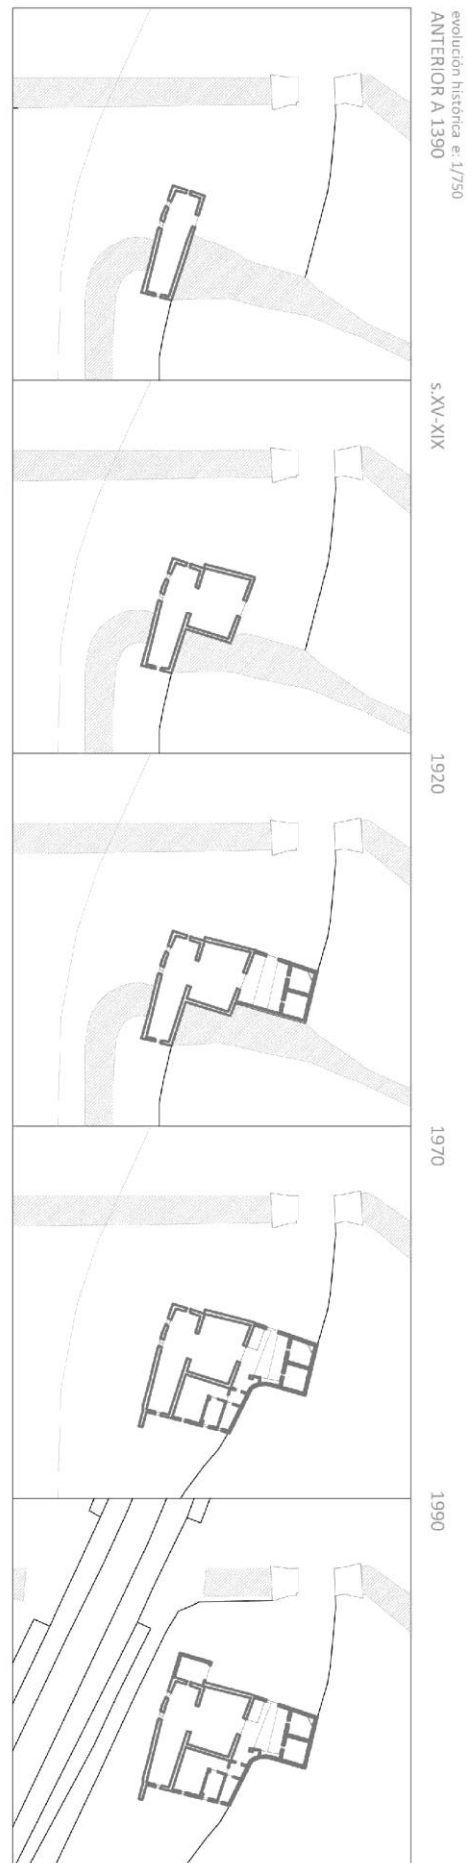 evolución histórica e: 1/750
ANTERIOR A 1390
s.XV-XIX
1920
1970
1990